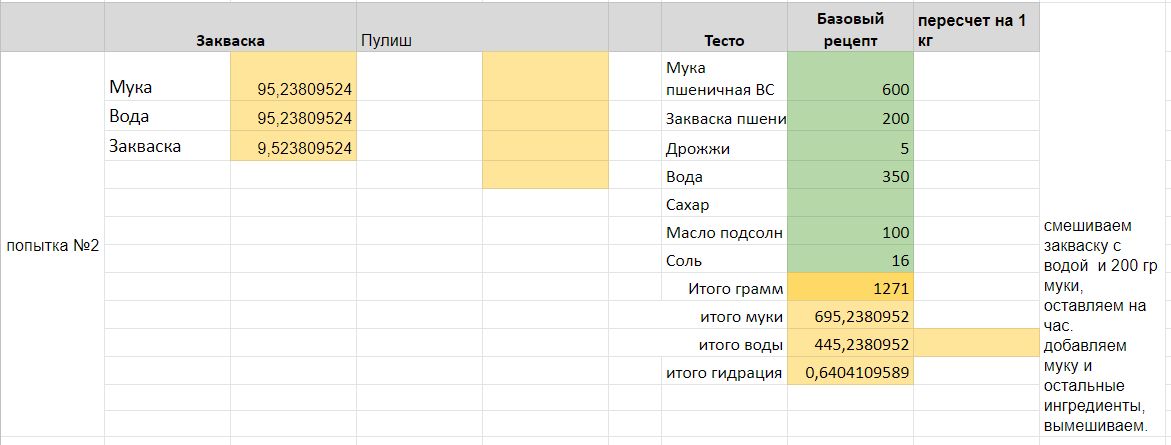 Закваска Пулиш Тесто Базовый рецепт пересчет на 1 кг
Мука 95,23809524 Мука пшеничная ВС 600
Вода 95,23809524 Закваска пшени 200
Закваска 9,523809524 Дрожжи 5
Вода 350
Сахар
попытка №2
Масло подсолн 100
Соль 16
Итого грамм 1271
итого муки 695,2380952
итого воды 445,2380952
итого гидрация 0,6404109589
смешиваем
закваску с
водой и 200 гр
муки,
оставляем на
час.
добавляем
муку и
остальные
ингредиенты,
вымешиваем.